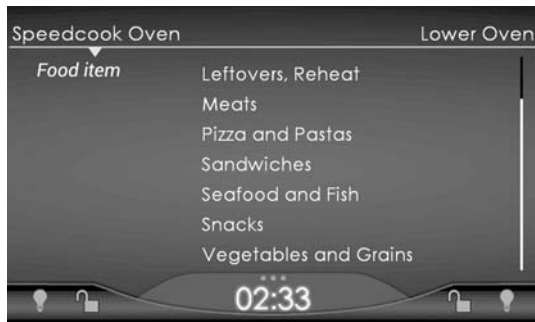 Speedcook Oven Lower Oven
Food item
Leftovers, Reheat
Meats
Pizza and Pastas
Sandwiches
Seafood and Fish
Snacks
Vegetables and Grains
02:33